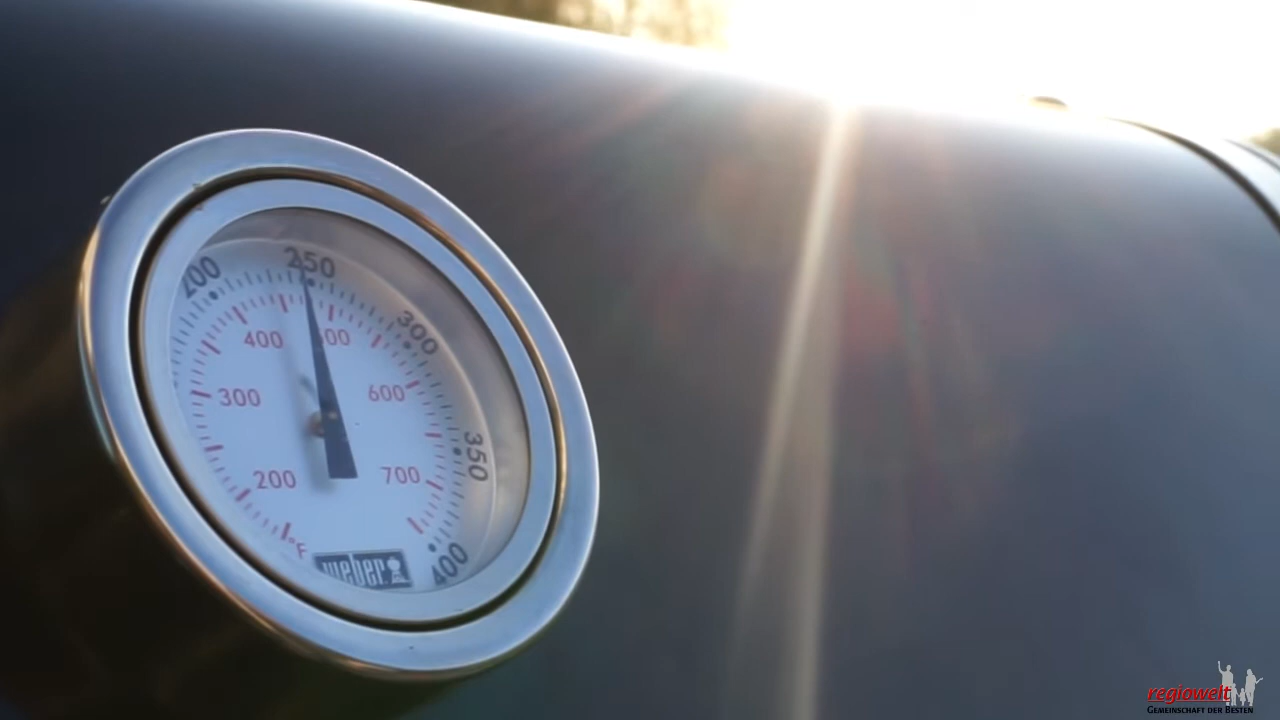 200
250
300
350
400
400
600
300
200
700
°F
weber
regiowelt
GEMEINSCHAFT DER BESTEN